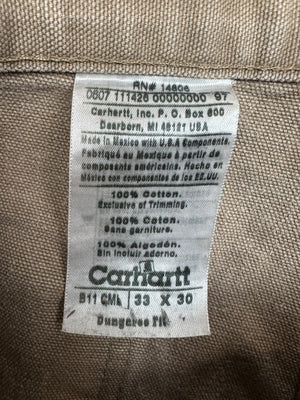 RN# 14806
0607 111426 00000000 97
Carhartt, Inc. P.O. Box 600
Dearborn, MI 48121 USA
Made in Mexico with U.S.A Components.
Fabriqué au Mexique à partir de
composants américains. Hecho en
México con componentes de los EE.UU.
100% Cotton.
Exclusive of Trimming.
100% Coton.
Sans garniture.
100% Algodón.
Sin incluir adorno.
Carhartt
B11 CML 33 X 30
Dungaree Fit